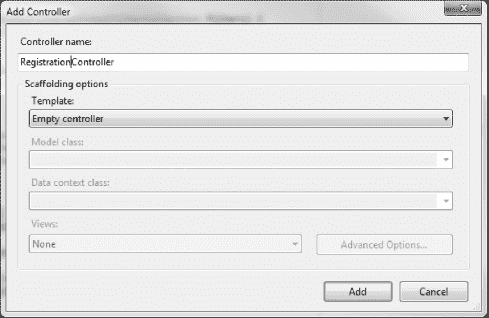 Add Controller
Controller name:
RegistrationController
Scaffolding options
Template:
Empty controller
Model class:
Data context class:
Views:
None
Advanced Options...
Add
Cancel